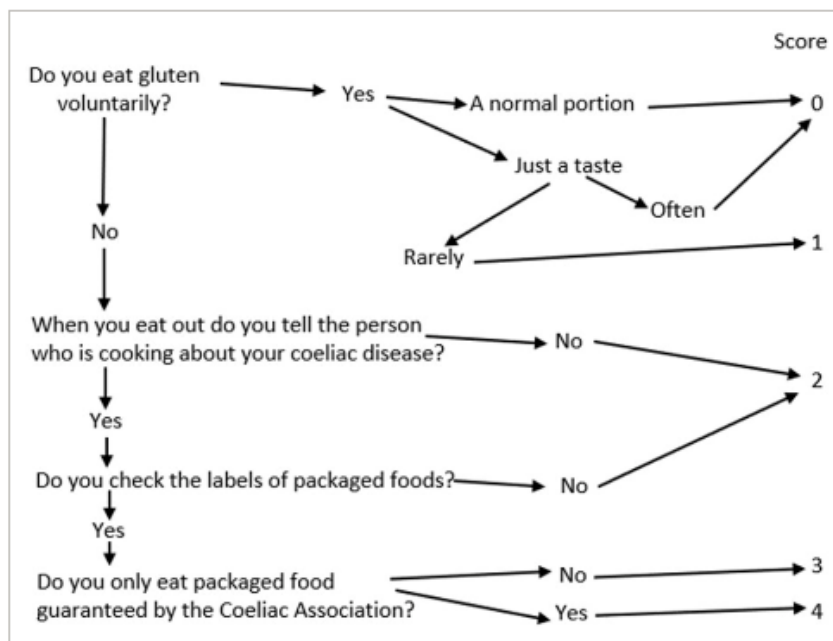 Score
Do you eat gluten
voluntarily?
Yes
A normal portion
0
Just a taste
Often
No
Rarely
1
When you eat out do you tell the person
who is cooking about your coeliac disease?
No
2
Yes
Do you check the labels of packaged foods?
No
Yes
Do you only eat packaged food
guaranteed by the Coeliac Association?
No
3
Yes
4